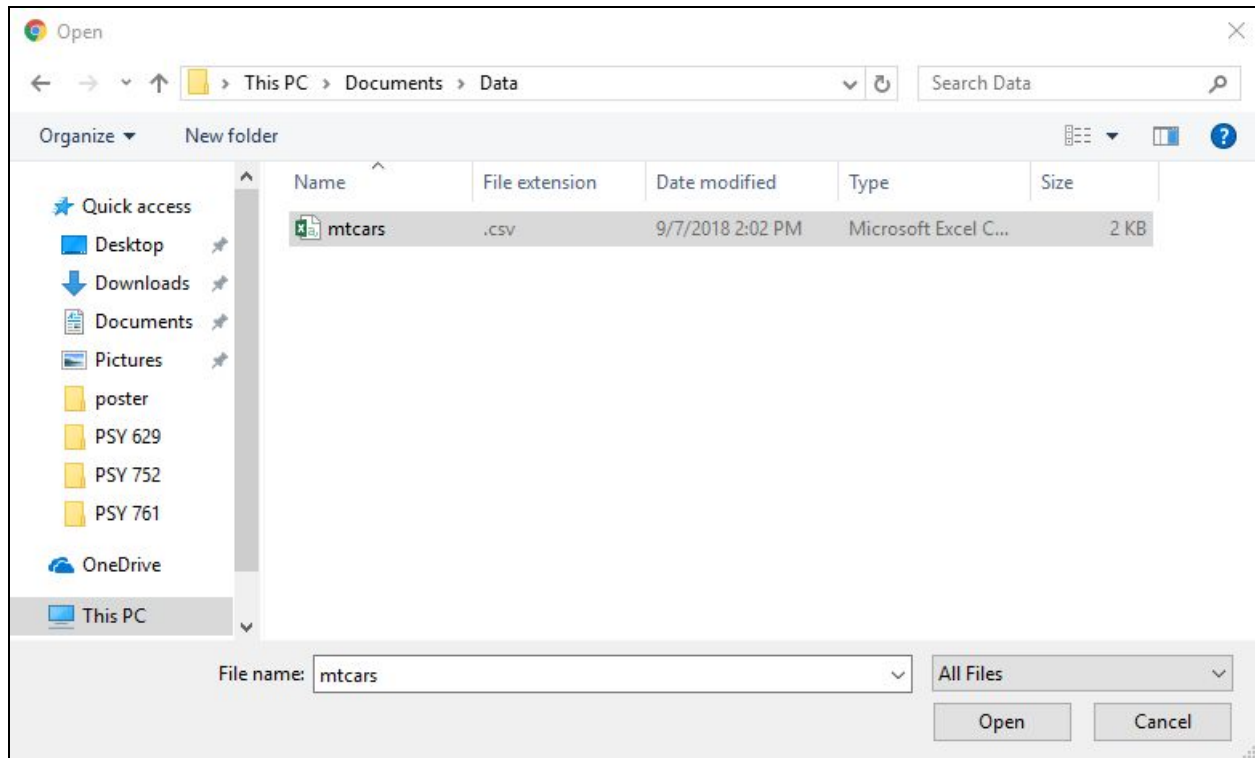 Open
This PC > Documents > Data
Search Data
Organize
New folder
Name File extension Date modified Type Size
mtcars .csv 9/7/2018 2:02 PM Microsoft Excel C... 2 KB
Quick access
Desktop
Downloads
Documents
Pictures
poster
PSY 629
PSY 752
PSY 761
OneDrive
This PC
File name: mtcars
All Files
Open Cancel